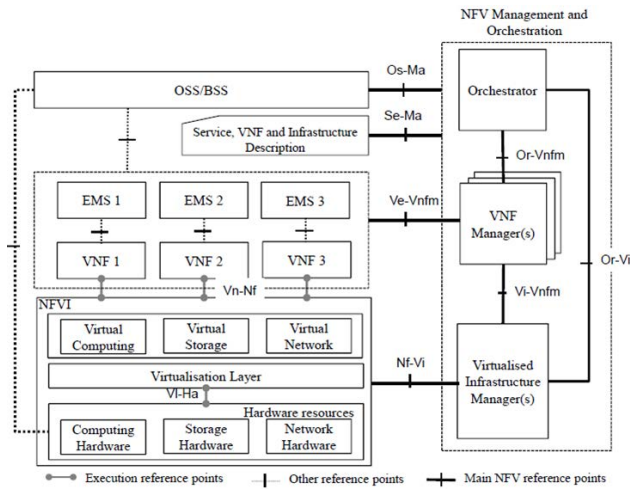 NFV Management and
Orchestration
Os-Ma
OSS/BSS
Orchestrator
Se-Ma
Service, VNF and Infrastructure
Description
Or-Vnfm
EMS 1
EMS 2
EMS 3
Ve-Vnfm
VNF
Manager(s)
VNF 1
VNF 2
VNF 3
Or-Vi
Vn-Nf
NFVI
Vi-Vnfm
Virtual
Computing
Virtual
Storage
Virtual
Network
Nf-Vi
Virtualised
Infrastructure
Manager(s)
Virtualisation Layer
Vl-Ha
Hardware resources
Computing
Hardware
Storage
Hardware
Network
Hardware
Execution reference points
Other reference points
Main NFV reference points